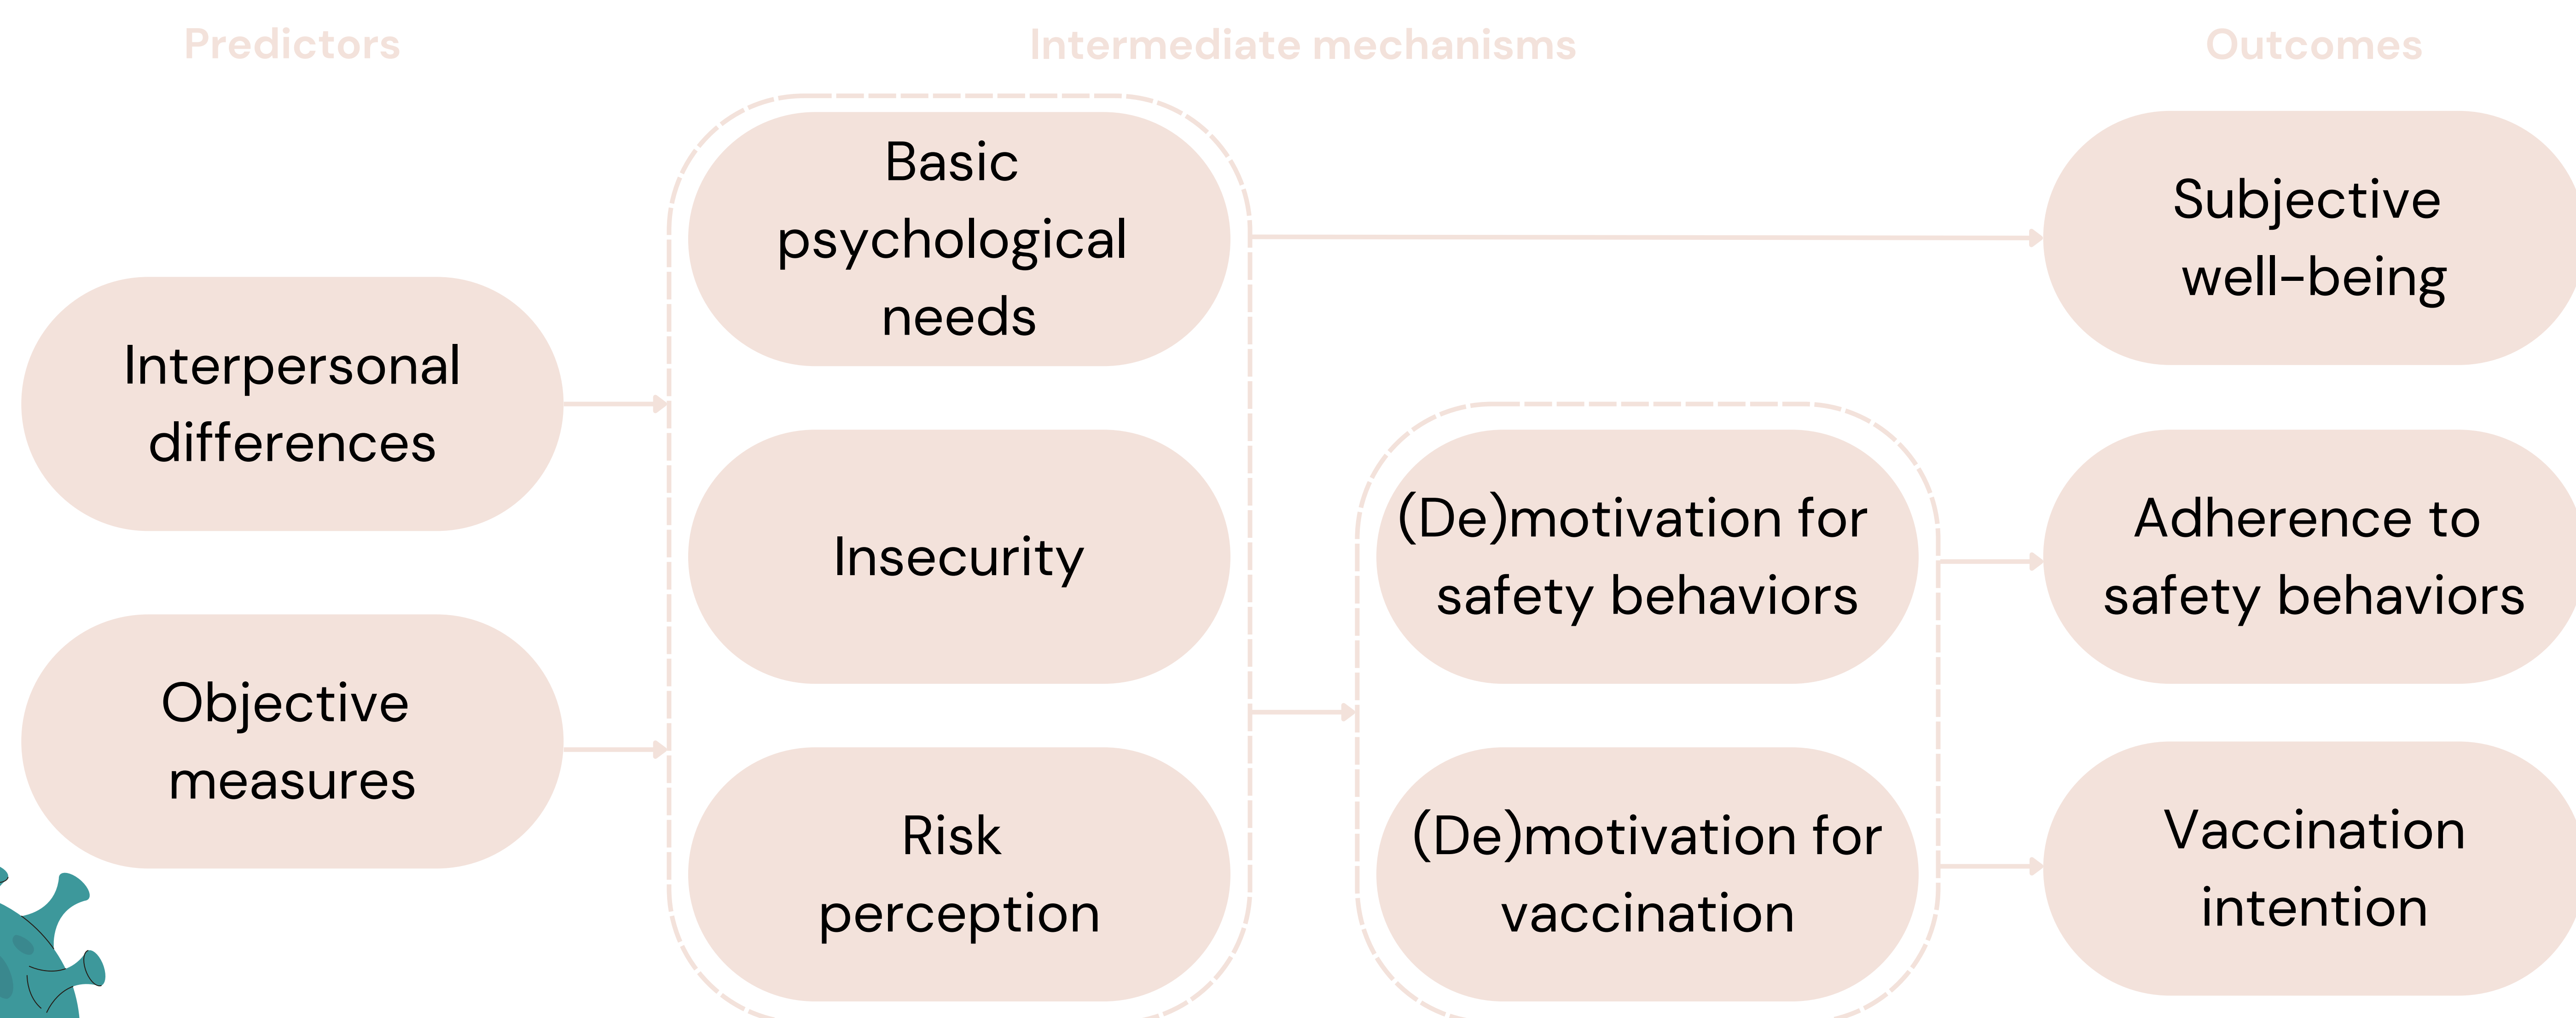 Predictors
Intermediate mechanisms
Outcomes
Interpersonal
differences
Objective
measures
Basic
psychological
needs
Insecurity
Risk
perception
(De)motivation for
safety behaviors
(De)motivation for
vaccination
Subjective
well-being
Adherence to
safety behaviors
Vaccination
intention